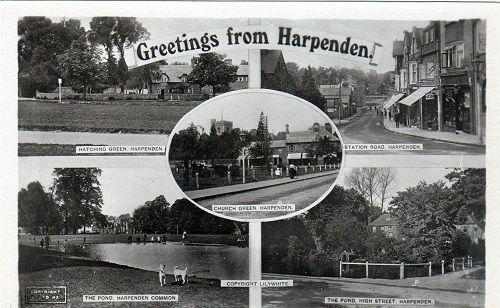 Greetings from Harpenden.
HATCHING GREEN, HARPENDEN.
STATION ROAD, HARPENDEN.
CHURCH GREEN, HARPENDEN.
THE POND, HARPENDEN COMMON.
COPYRIGHT LILYWHITE
THE POND, HIGH STREET, HARPENDEN.
COPYRIGHT